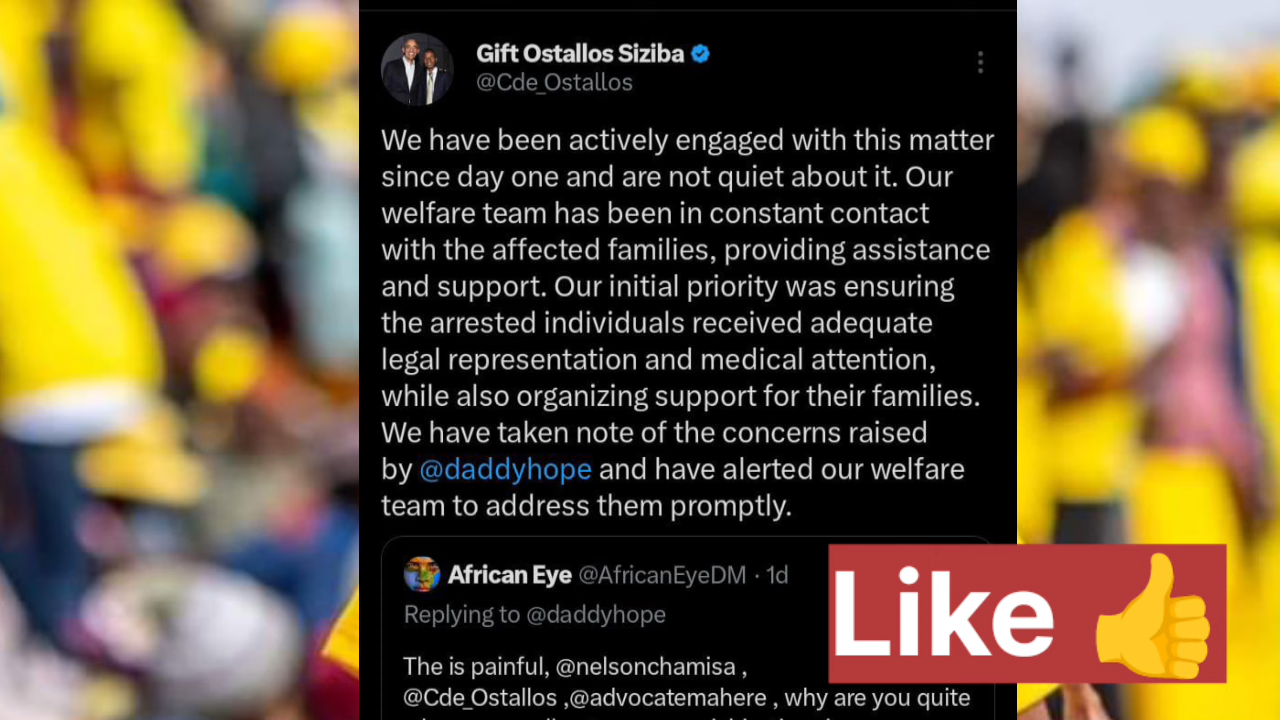 Gift Ostallos Siziba
@Cde_Ostallos
We have been actively engaged with this matter
since day one and are not quiet about it. Our
welfare team has been in constant contact
with the affected families, providing assistance
and support. Our initial priority was ensuring
the arrested individuals received adequate
legal representation and medical attention,
while also organizing support for their families.
We have taken note of the concerns raised
by @daddyhope and have alerted our welfare
team to address them promptly.
African Eye @AfricanEyeDM · 1d
Replying to @daddyhope
The is painful, @nelsonchamisa ,
@Cde_Ostallos ,@advocatemahere , why are you quite
Like